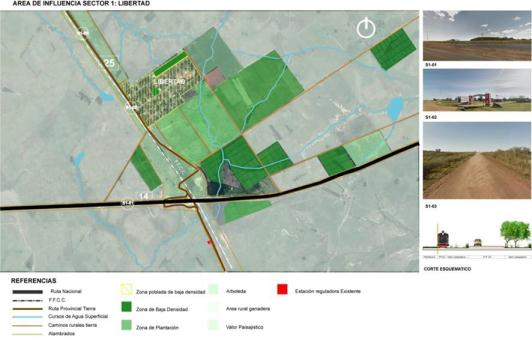 AREA DE INFLUENCIA SECTOR 1: LIBERTAD
25
LIBERTAD
14
S1-01
S1-01
S1-02
S1-03
CORTE ESQUEMATICO
REFERENCIAS
Ruta Nacional
F.F.C.C.
Ruta Provincial Tierra
Cursos de Agua Superficial
Caminos rurales tierra
Alambrados
Zona poblada de baja densidad
Zona de Baja Densidad
Zona de Plantación
Arboleda
Area rural ganadera
Valor Paisajístico
Estación reguladora Existente